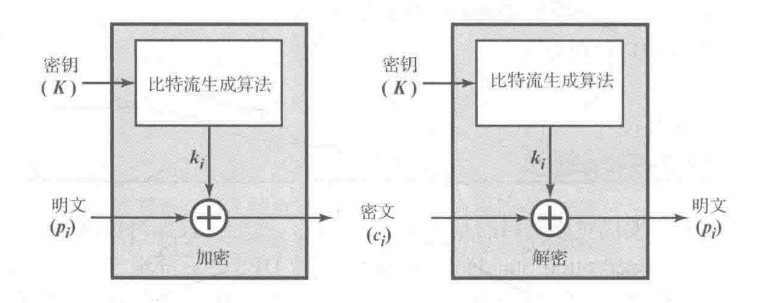 密钥
(K)
比特流生成算法
k_i
明文
(p_i)
加密
密文
(c_i)
密钥
(K)
比特流生成算法
k_i
解密
明文
(p_i)